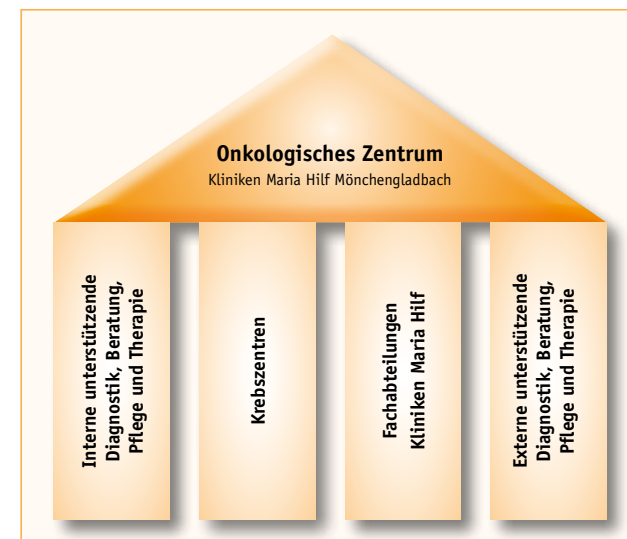 Onkologisches Zentrum
Kliniken Maria Hilf Mönchengladbach
Interne unterstützende
Diagnostik, Beratung,
Pflege und Therapie
Krebszentren
Fachabteilungen
Kliniken Maria Hilf
Externe unterstützende
Diagnostik, Beratung,
Pflege und Therapie